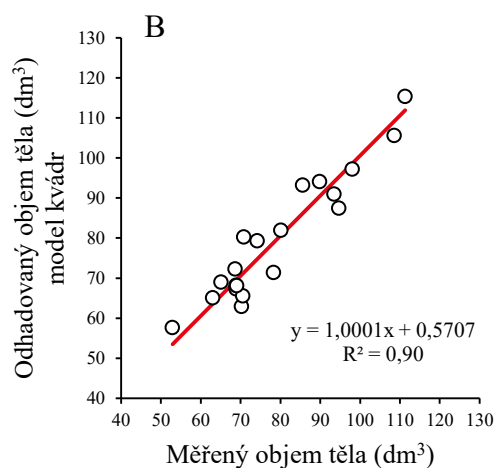 B
130
120
110
100
90
80
70
60
50
40
Odhadovaný objem těla (dm³)
model kvádr
y = 1,0001x + 0,5707
R² = 0,90
40 50 60 70 80 90 100 110 120 130
Měřený objem těla (dm³)